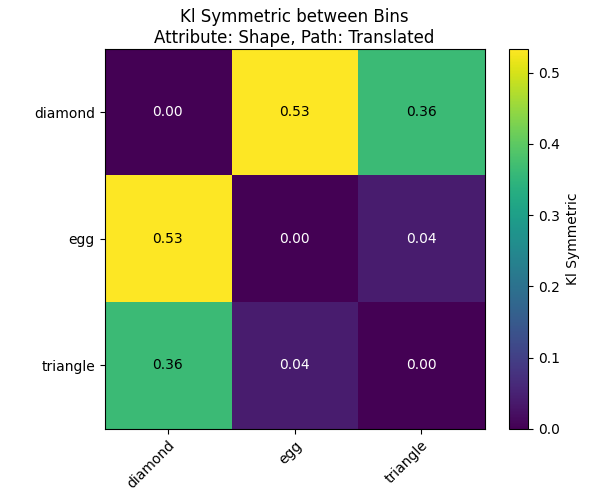 Kl Symmetric between Bins
Attribute: Shape, Path: Translated
diamond 0.00 0.53 0.36
egg 0.53 0.00 0.04
triangle 0.36 0.04 0.00
diamond egg triangle
0.5
0.4
0.3
0.2
0.1
0.0
Kl Symmetric